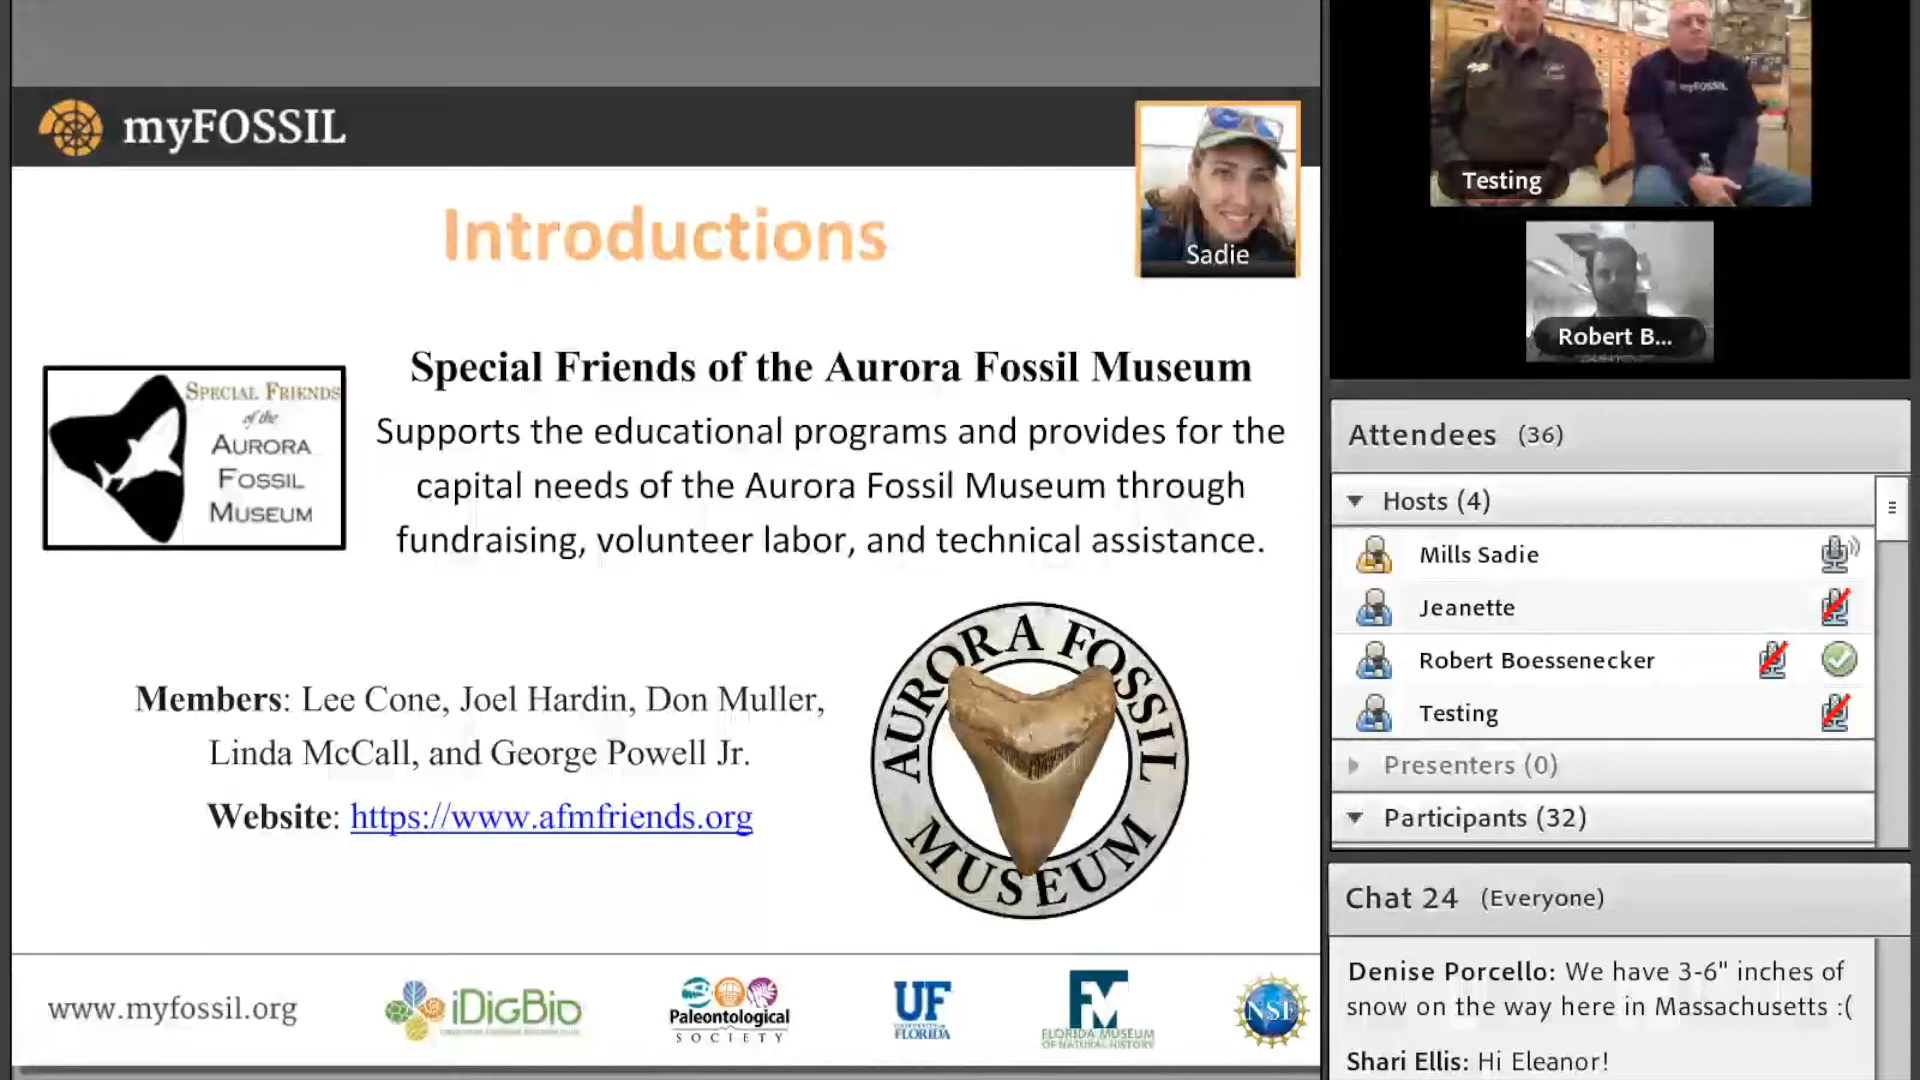 myFOSSIL
Sadie
Introductions
Special Friends of the Aurora Fossil Museum
Supports the educational programs and provides for the
capital needs of the Aurora Fossil Museum through
fundraising, volunteer labor, and technical assistance.
SPECIAL FRIENDS
of the
AURORA
FOSSIL
MUSEUM
Members: Lee Cone, Joel Hardin, Don Muller,
Linda McCall, and George Powell Jr.
Website: https://www.afmfriends.org
AURORA FOSSIL
MUSEUM
www.myfossil.org
iDigBio
Paleontological
SOCIETY
UF
UNIVERSITY of
FLORIDA
FM
FLORIDA MUSEUM
OF NATURAL HISTORY
NSF
myFOSSIL
Testing
Robert B...
Attendees (36)
Hosts (4)
Mills Sadie
Jeanette
Robert Boessenecker
Testing
Presenters (0)
Participants (32)
Chat 24 (Everyone)
Denise Porcello: We have 3-6" inches of
snow on the way here in Massachusetts :(
Shari Ellis: Hi Eleanor!